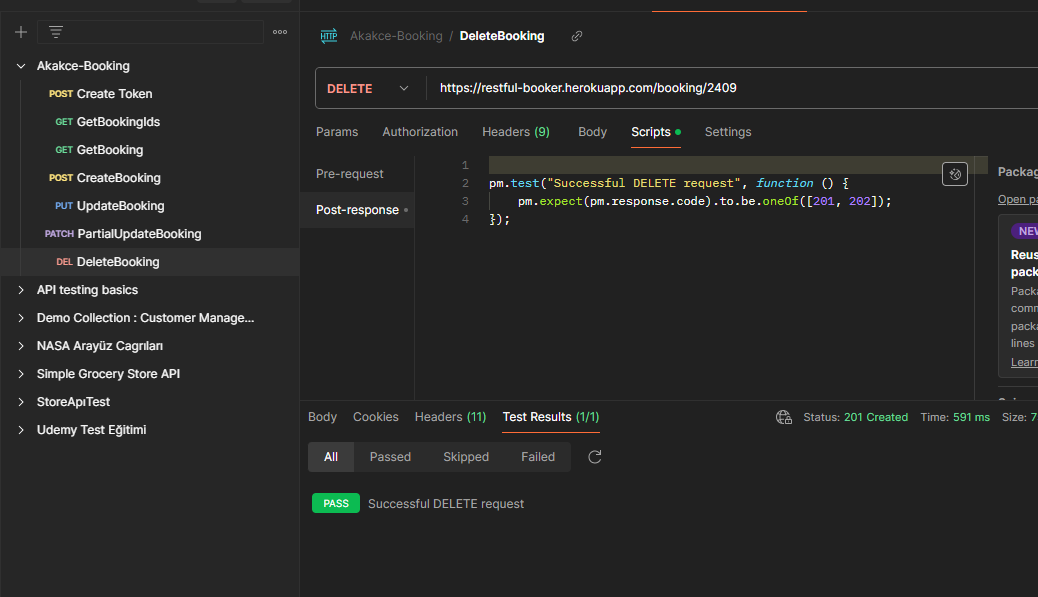 Akakce-Booking
POST Create Token
GET GetBookingIds
GET GetBooking
POST CreateBooking
PUT UpdateBooking
PATCH PartialUpdateBooking
DEL DeleteBooking
API testing basics
Demo Collection : Customer Manage...
NASA Arayüz Cagrıları
Simple Grocery Store API
StoreApıTest
Udemy Test Eğitimi
HTTP Akakce-Booking / DeleteBooking
DELETE https://restful-booker.herokuapp.com/booking/2409
Params Authorization Headers (9) Body Scripts Settings
Pre-request
Post-response
1
2 pm.test("Successful DELETE request", function () {
3 pm.expect(pm.response.code).to.be.oneOf([201, 202]);
4 });
Packag
Open pa
NEW
Reus
pack
Packa
comm
packa
lines
Learn
Body Cookies Headers (11) Test Results (1/1) Status: 201 Created Time: 591 ms Size: 7
All Passed Skipped Failed
PASS Successful DELETE request